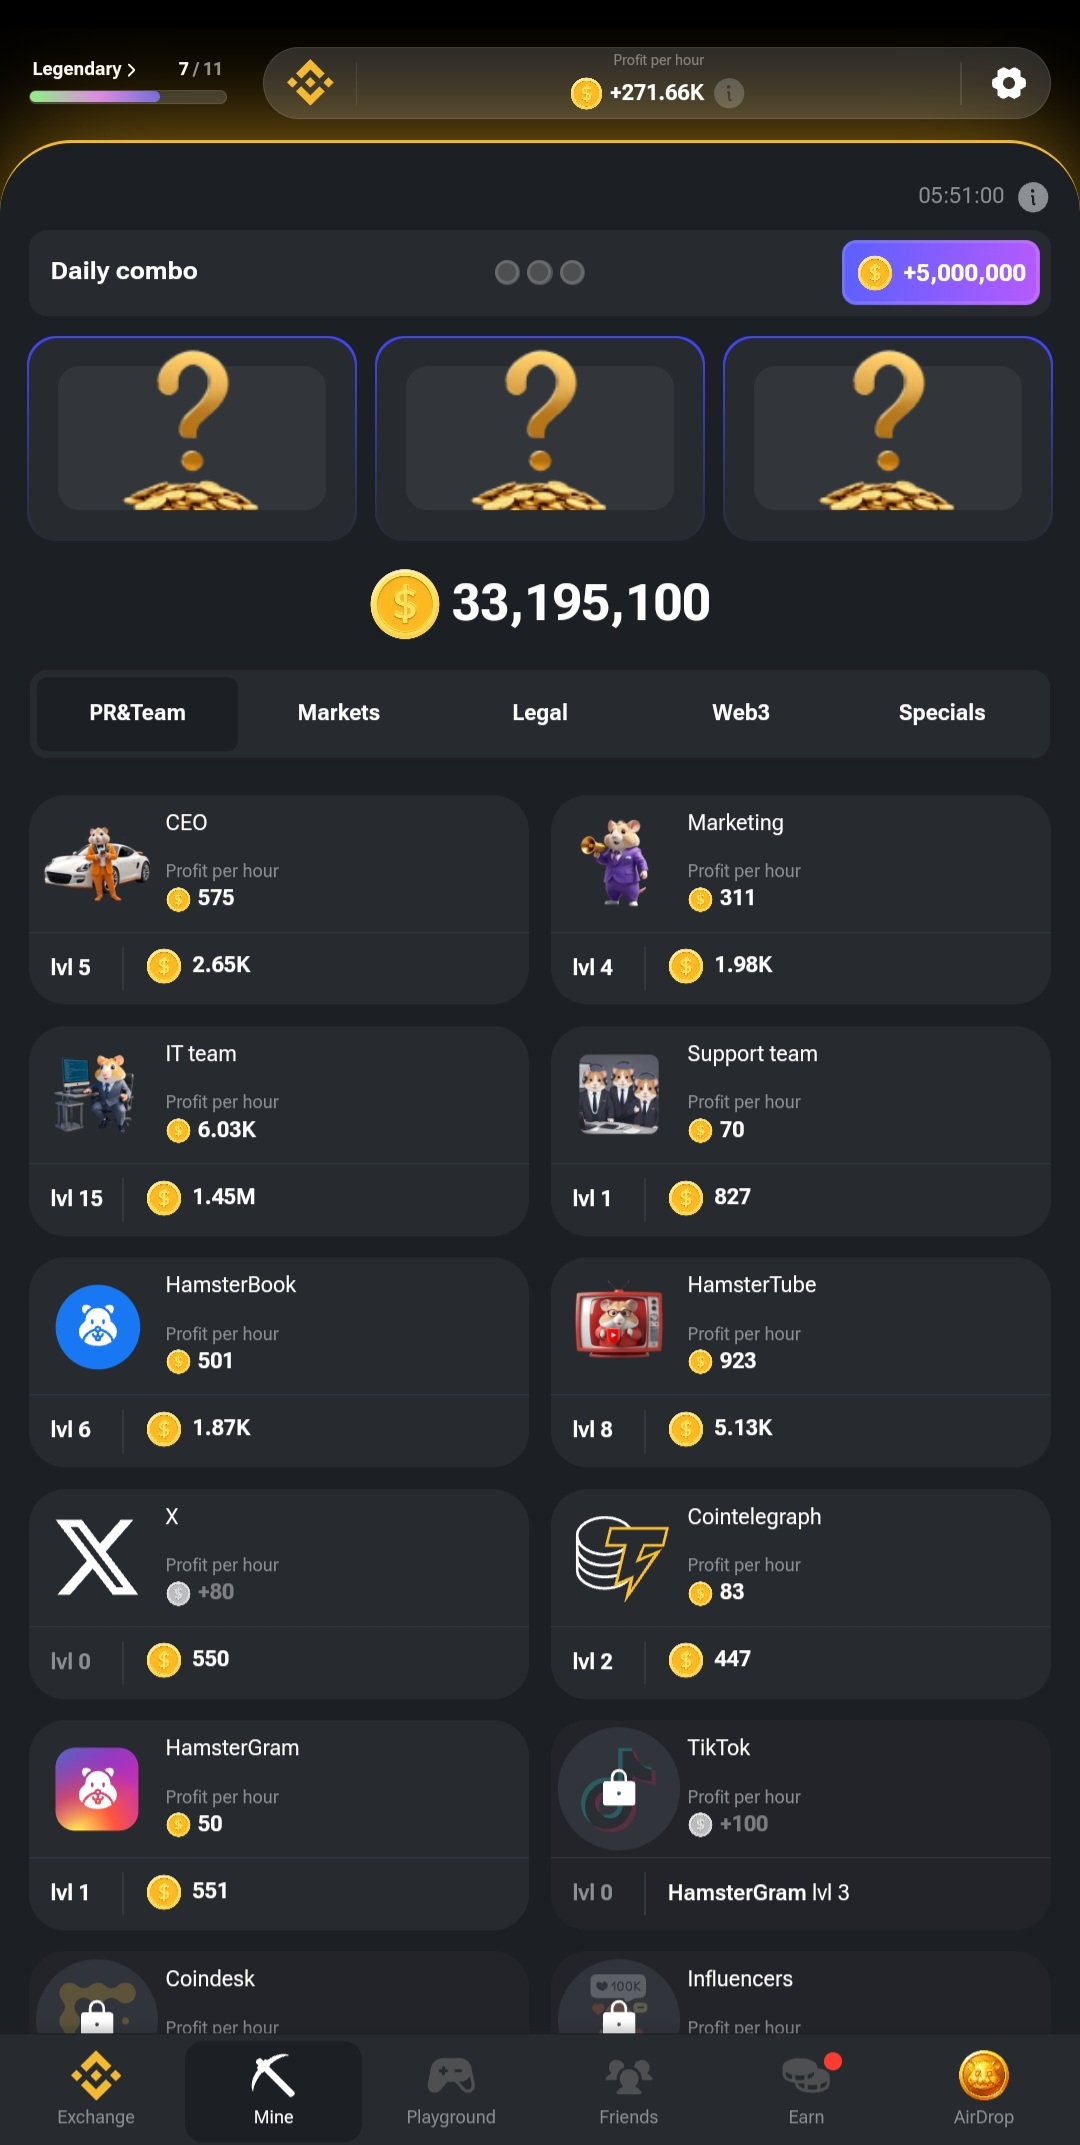 Legendary >
7 / 11
Profit per hour
+271.66K
05:51:00
Daily combo
+5,000,000
33,195,100
PR&Team
Markets
Legal
Web3
Specials
CEO
Profit per hour
575
lvl 5
2.65K
Marketing
Profit per hour
311
lvl 4
1.98K
IT team
Profit per hour
6.03K
lvl 15
1.45M
Support team
Profit per hour
70
lvl 1
827
HamsterBook
Profit per hour
501
lvl 6
1.87K
HamsterTube
Profit per hour
923
lvl 8
5.13K
X
Profit per hour
+80
lvl 0
550
Cointelegraph
Profit per hour
83
lvl 2
447
HamsterGram
Profit per hour
50
lvl 1
551
TikTok
Profit per hour
+100
lvl 0
HamsterGram lvl 3
Coindesk
Profit per hour
100K
Influencers
Profit per hour
Exchange
Mine
Playground
Friends
Earn
AirDrop